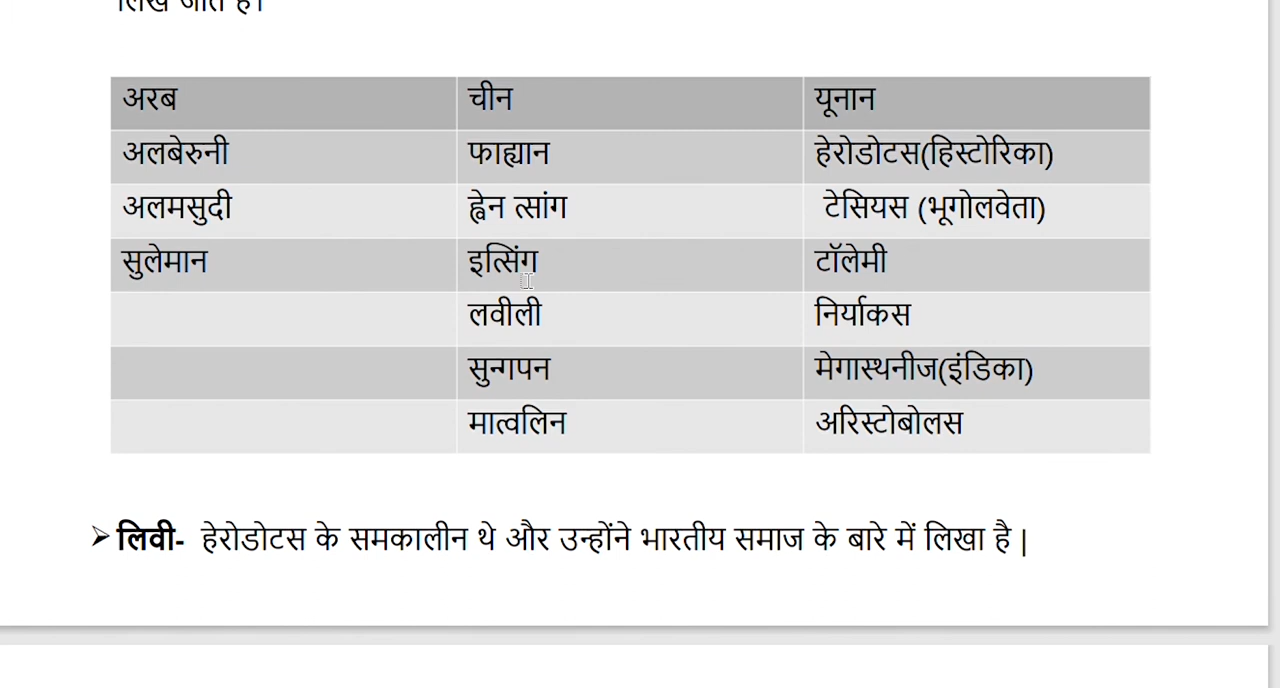 लिखे जाते है।
अरब चीन यूनान
अलबेरुनी फाह्यान हेरोडोटस(हिस्टोरिका)
अलमसुदी ह्वेन त्सांग टेसियस (भूगोलवेता)
सुलेमान इत्सिंग टॉलेमी
लवीली निर्याकस
सुन्गपन मेगास्थनीज(इंडिका)
मात्वलिन अरिस्टोबोलस
➢ लिवी- हेरोडोटस के समकालीन थे और उन्होंने भारतीय समाज के बारे में लिखा है |